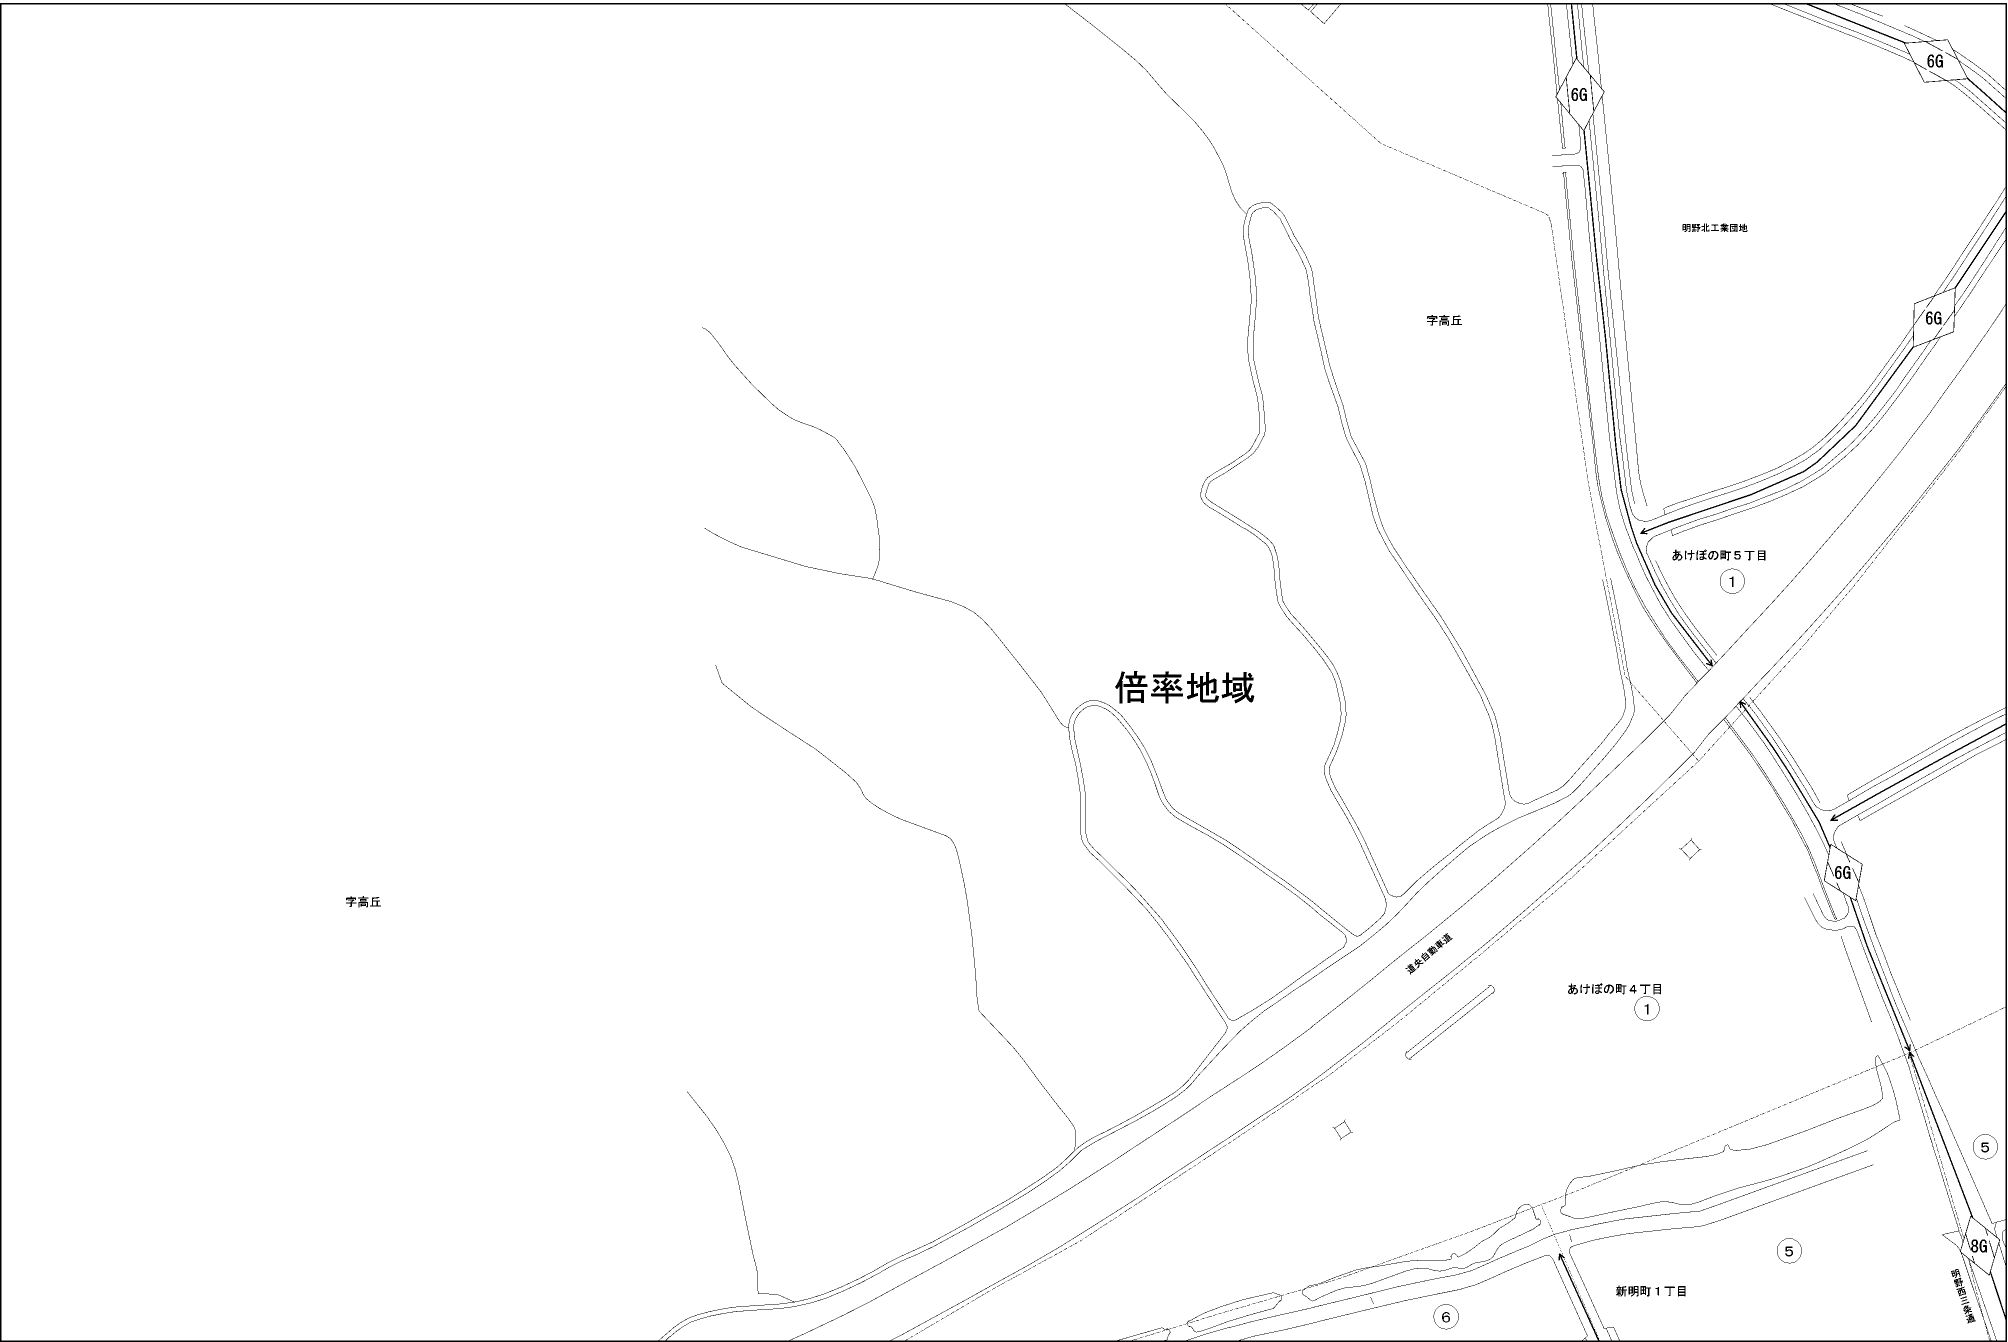 6G
6G
明野北工業団地
6G
字高丘
あけぼの町５丁目
1
倍率地域
6G
字高丘
道央自動車道
あけぼの町４丁目
1
5
8G
5
新明町１丁目
明野西三条通
6